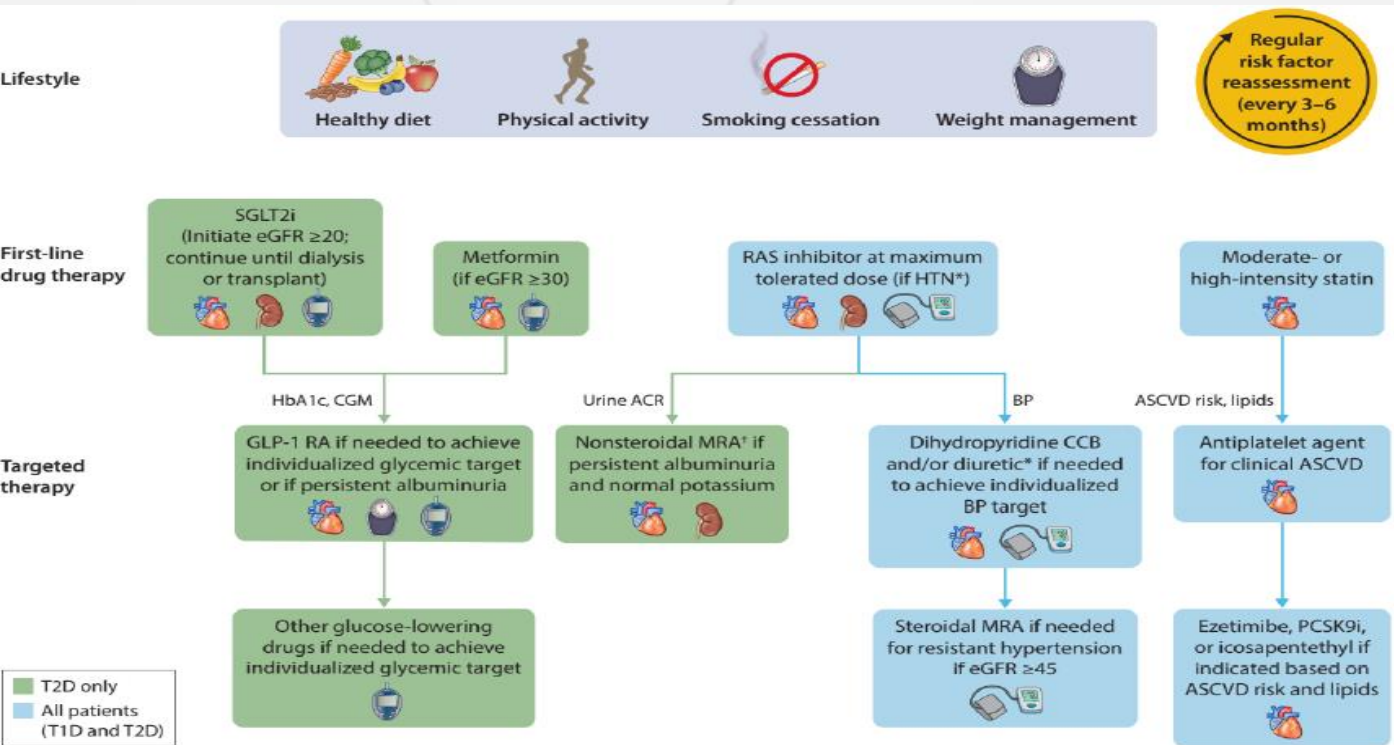 Lifestyle
Healthy diet
Physical activity
Smoking cessation
Weight management
Regular
risk factor
reassessment
(every 3–6
months)
First-line
drug therapy
SGLT2i
(Initiate eGFR ≥20;
continue until dialysis
or transplant)
Metformin
(if eGFR ≥30)
RAS inhibitor at maximum
tolerated dose (if HTN*)
Moderate- or
high-intensity statin
HbA1c, CGM
Urine ACR
BP
ASCVD risk, lipids
Targeted
therapy
GLP-1 RA if needed to achieve
individualized glycemic target
or if persistent albuminuria
Nonsteroidal MRA† if
persistent albuminuria
and normal potassium
Dihydropyridine CCB
and/or diuretic* if needed
to achieve individualized
BP target
Antiplatelet agent
for clinical ASCVD
Other glucose-lowering
drugs if needed to achieve
individualized glycemic target
Steroidal MRA if needed
for resistant hypertension
if eGFR ≥45
Ezetimibe, PCSK9i,
or icosapentethyl if
indicated based on
ASCVD risk and lipids
T2D only
All patients
(T1D and T2D)